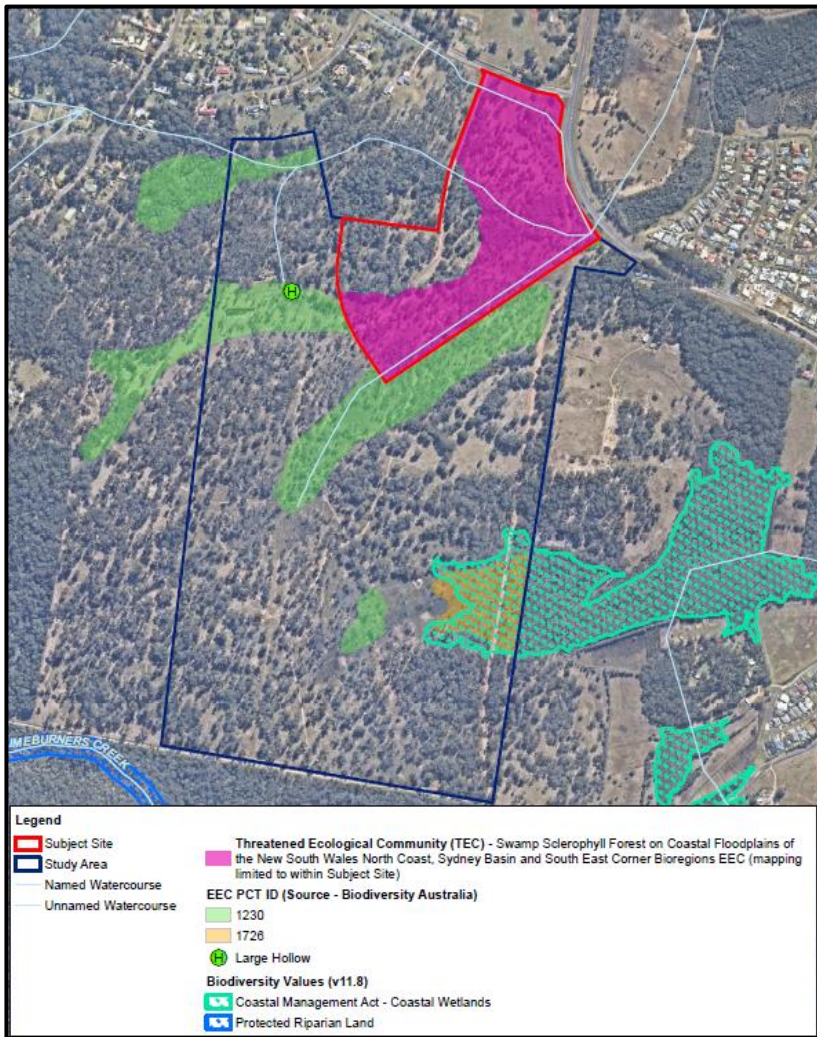 H
IMEBURNERS CREEK
Legend
Subject Site
Study Area
Named Watercourse
Unnamed Watercourse
Threatened Ecological Community (TEC) - Swamp Sclerophyll Forest on Coastal Floodplains of
the New South Wales North Coast, Sydney Basin and South East Corner Bioregions EEC (mapping
limited to within Subject Site)
EEC PCT ID (Source - Biodiversity Australia)
1230
1726
H Large Hollow
Biodiversity Values (v11.8)
Coastal Management Act - Coastal Wetlands
Protected Riparian Land